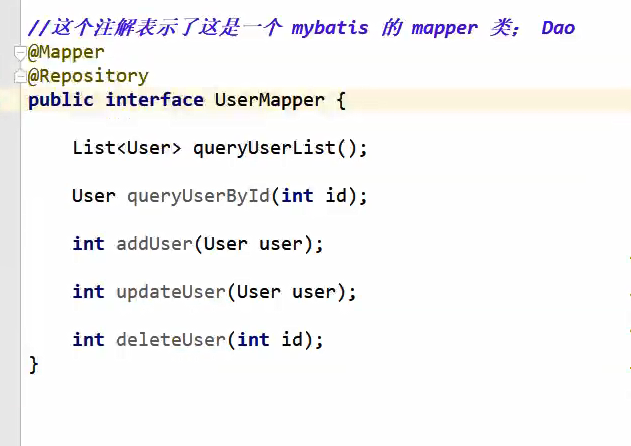 //这个注解表示了这是一个 mybatis 的 mapper 类; Dao
@Mapper
@Repository
public interface UserMapper {
List<User> queryUserList();
User queryUserById(int id);
int addUser(User user);
int updateUser(User user);
int deleteUser(int id);
}